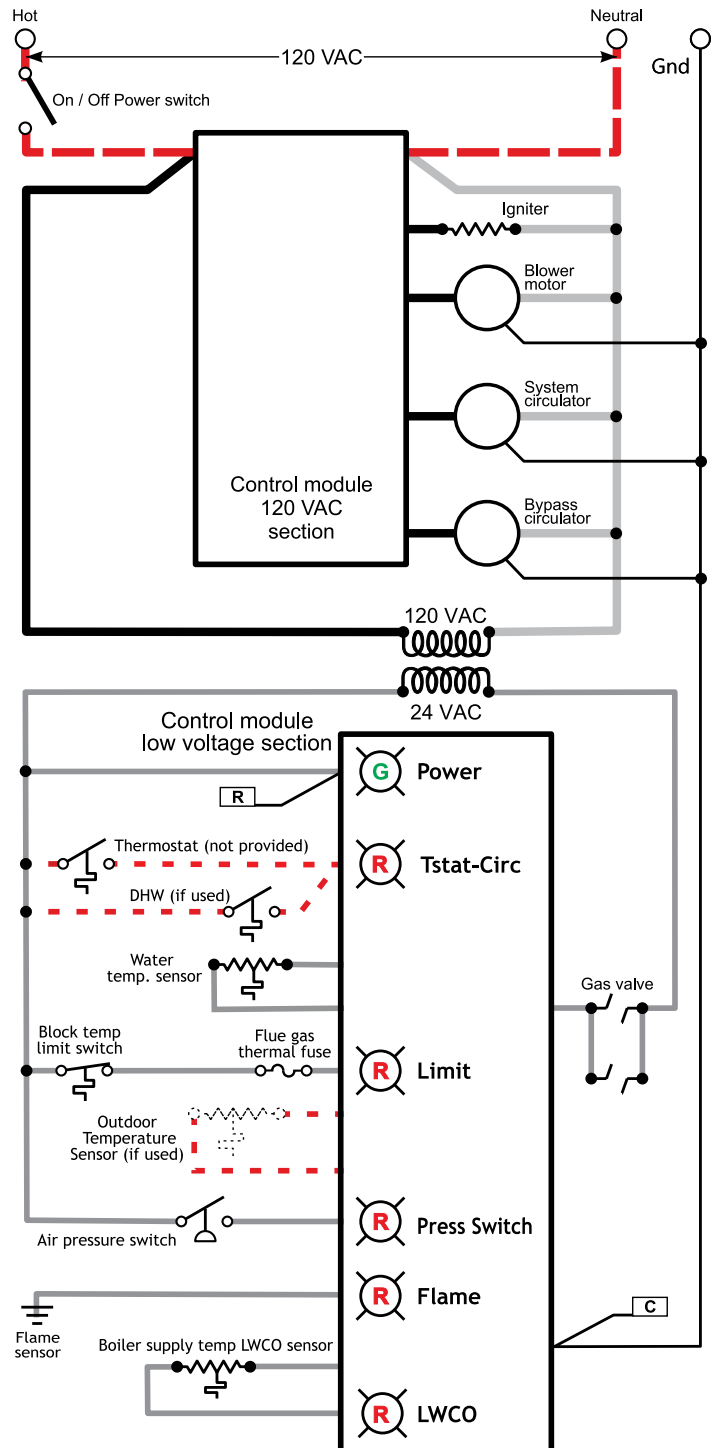 Hot
Neutral
120 VAC
Gnd
On / Off Power switch
Igniter
Blower
motor
System
circulator
Control module
120 VAC
section
Bypass
circulator
120 VAC
24 VAC
Control module
low voltage section
G
Power
R
Thermostat (not provided)
R
Tstat-Circ
DHW (if used)
Water
temp. sensor
Gas valve
Block temp
limit switch
Flue gas
thermal fuse
R
Limit
Outdoor
Temperature
Sensor (if used)
R
Press Switch
Air pressure switch
R
Flame
C
Flame
sensor
Boiler supply temp LWCO sensor
R
LWCO